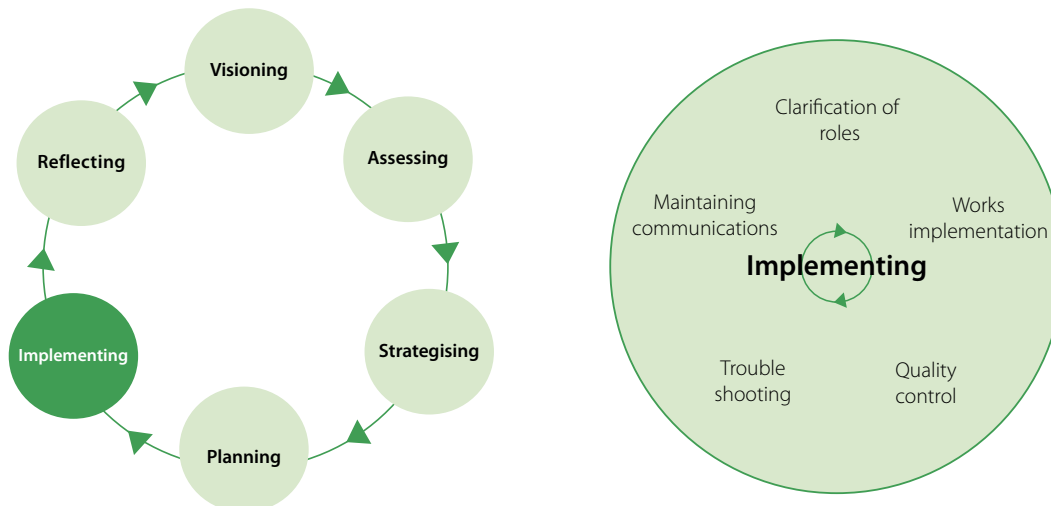 Visioning
Assessing
Strategising
Planning
Implementing
Reflecting
Clarification of
roles
Works
implementation
Quality
control
Trouble
shooting
Maintaining
communications
Implementing